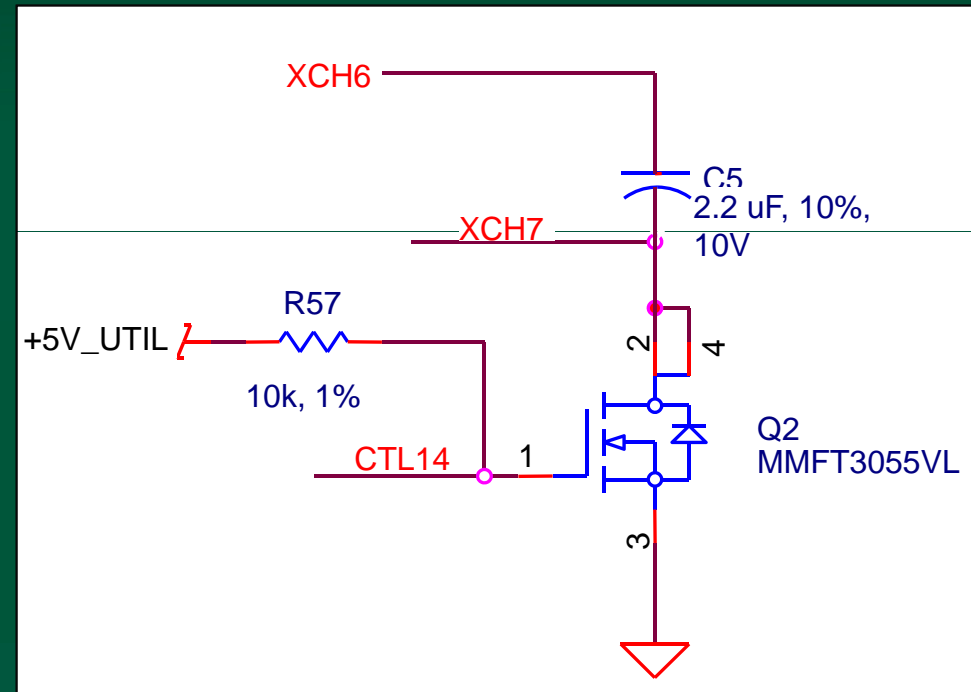 XCH6
C5
2.2 uF, 10%,
10V
XCH7
R57
+5V_UTIL
10k, 1%
2
4
CTL14
1
Q2
MMFT3055VL
3